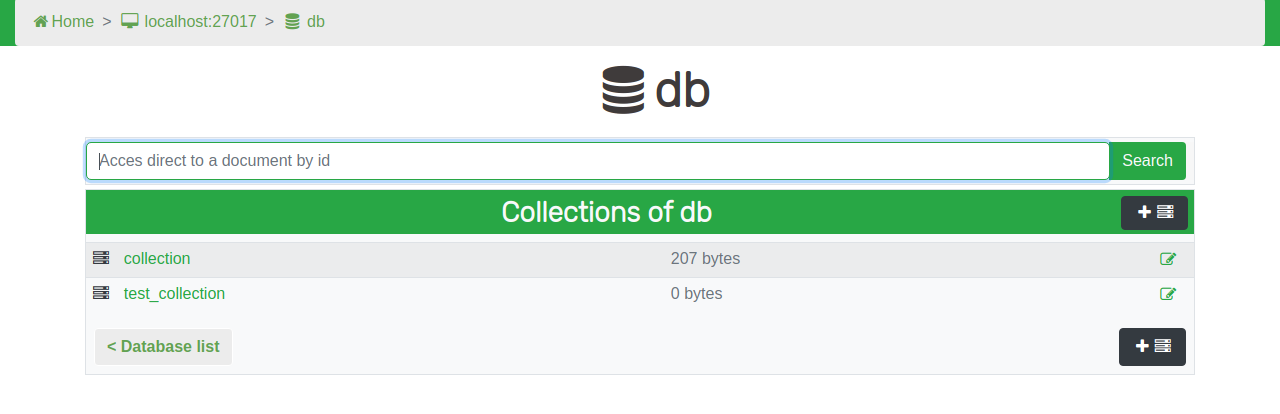 Home > localhost:27017 > db
db
Acces direct to a document by id Search
Collections of db
collection 207 bytes
test_collection 0 bytes
< Database list